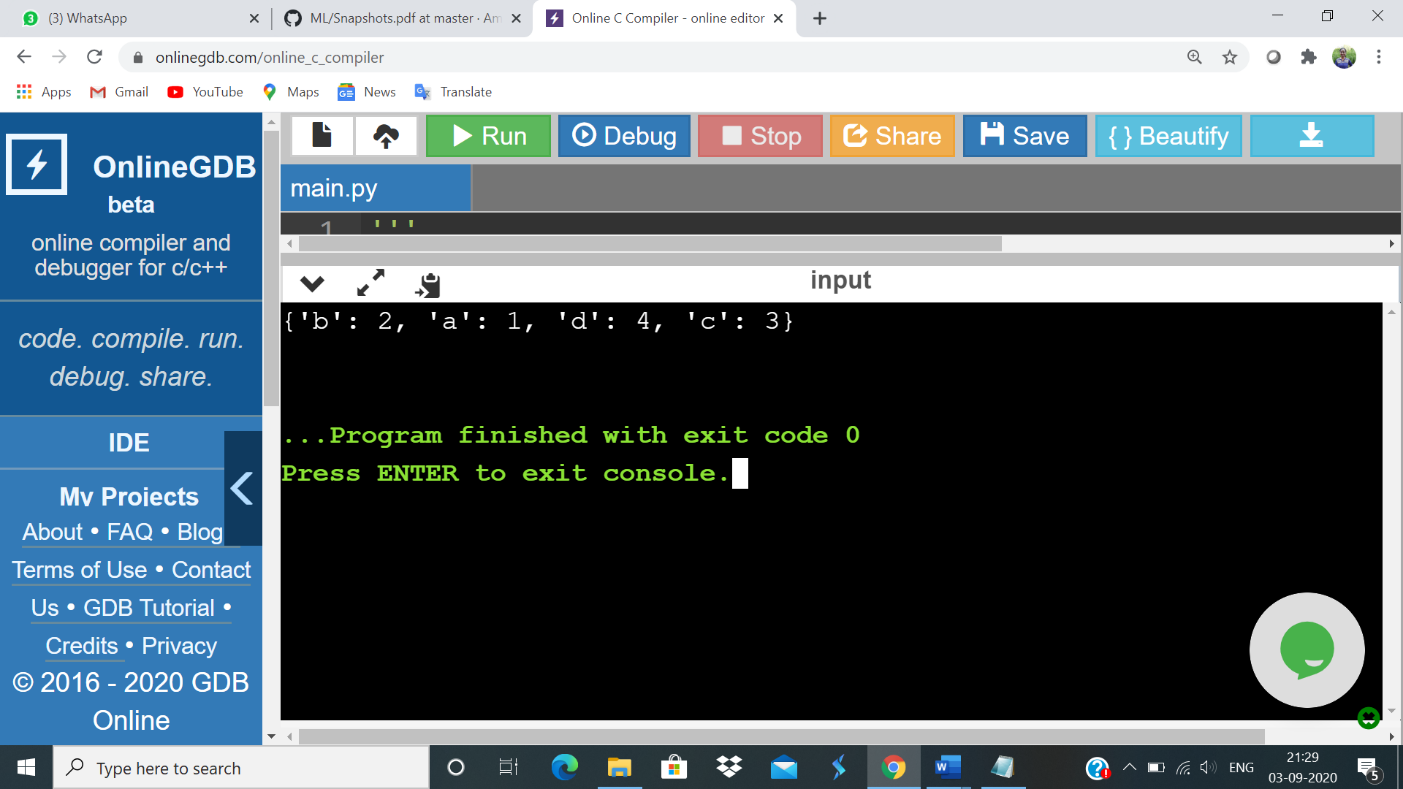 (3) WhatsApp
ML/Snapshots.pdf at master · Am
Online C Compiler - online editor
onlinegdb.com/online_c_compiler
Apps
Gmail
YouTube
Maps
News
Translate
OnlineGDB
beta
online compiler and
debugger for c/c++
code. compile. run.
debug. share.
IDE
My Projects
About • FAQ • Blog
Terms of Use • Contact
Us • GDB Tutorial •
Credits • Privacy
© 2016 - 2020 GDB
Online
Run
Debug
Stop
Share
Save
{ } Beautify
main.py
1 '''
input
{'b': 2, 'a': 1, 'd': 4, 'c': 3}
...Program finished with exit code 0
Press ENTER to exit console.
Type here to search
ENG
21:29
03-09-2020
5